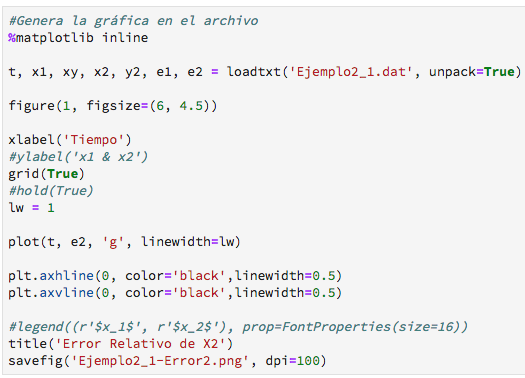 #Genera la gráfica en el archivo
%matplotlib inline
t, x1, xy, x2, y2, e1, e2 = loadtxt('Ejemplo2_1.dat', unpack=True)
figure(1, figsize=(6, 4.5))
xlabel('Tiempo')
#ylabel('x1 & x2')
grid(True)
#hold(True)
lw = 1
plot(t, e2, 'g', linewidth=lw)
plt.axhline(0, color='black',linewidth=0.5)
plt.axvline(0, color='black',linewidth=0.5)
#legend((r'$x_1$', r'$x_2$'), prop=FontProperties(size=16))
title('Error Relativo de X2')
savefig('Ejemplo2_1-Error2.png', dpi=100)